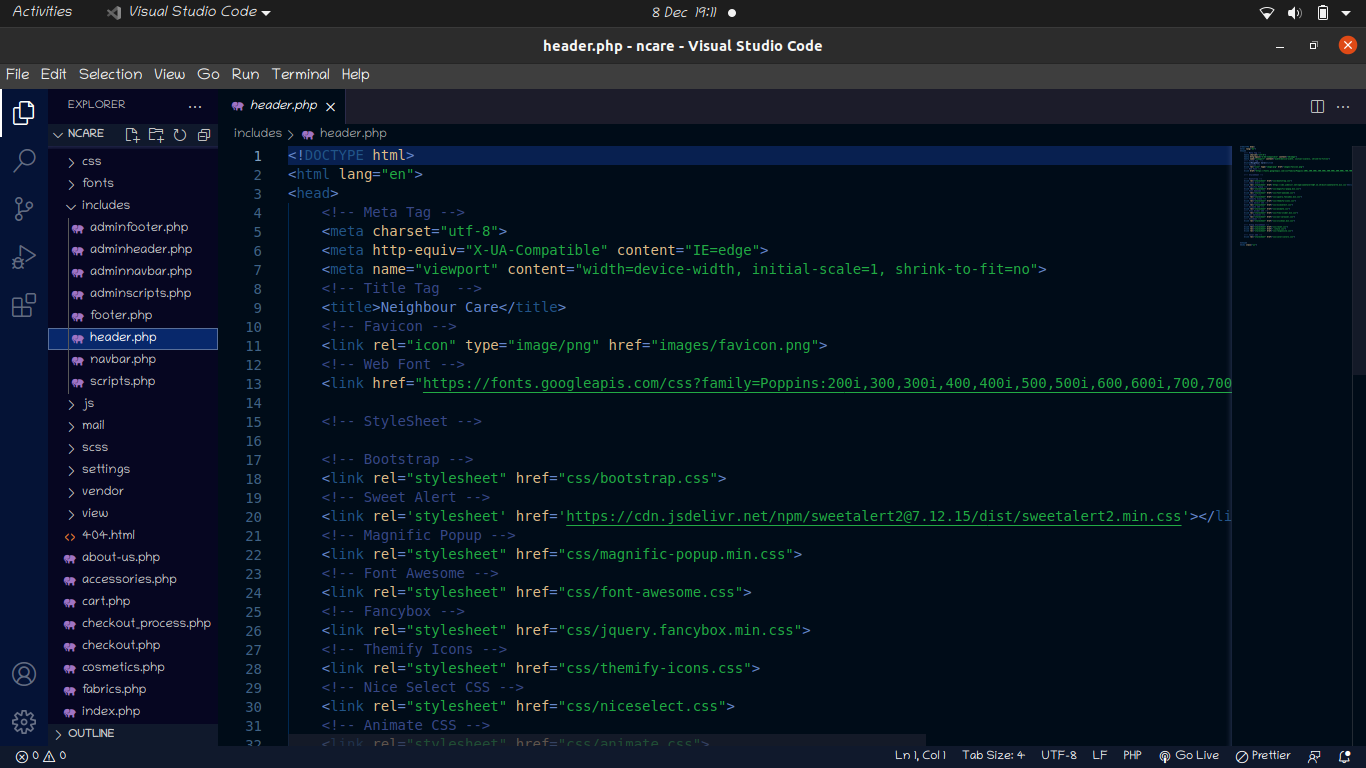 Activities
Visual Studio Code
8 Dec 19:11
header.php - ncare - Visual Studio Code
File Edit Selection View Go Run Terminal Help
EXPLORER
NCARE
css
fonts
includes
adminfooter.php
adminheader.php
adminnavbar.php
adminscripts.php
footer.php
header.php
navbar.php
scripts.php
js
mail
scss
settings
vendor
view
404.html
about-us.php
accessories.php
cart.php
checkout_process.php
checkout.php
cosmetics.php
fabrics.php
index.php
OUTLINE
header.php
includes > header.php
1 <!DOCTYPE html>
2 <html lang="en">
3 <head>
4 <!-- Meta Tag -->
5 <meta charset="utf-8">
6 <meta http-equiv="X-UA-Compatible" content="IE=edge">
7 <meta name="viewport" content="width=device-width, initial-scale=1, shrink-to-fit=no">
8 <!-- Title Tag  -->
9 <title>Neighbour Care</title>
10 <!-- Favicon -->
11 <link rel="icon" type="image/png" href="images/favicon.png">
12 <!-- Web Font -->
13 <link href="https://fonts.googleapis.com/css?family=Poppins:200i,300,300i,400,400i,500,500i,600,600i,700,700
14
15 <!-- StyleSheet -->
16
17 <!-- Bootstrap -->
18 <link rel="stylesheet" href="css/bootstrap.css">
19 <!-- Sweet Alert -->
20 <link rel='stylesheet' href='https://cdn.jsdelivr.net/npm/sweetalert2@7.12.15/dist/sweetalert2.min.css'></li
21 <!-- Magnific Popup -->
22 <link rel="stylesheet" href="css/magnific-popup.min.css">
23 <!-- Font Awesome -->
24 <link rel="stylesheet" href="css/font-awesome.css">
25 <!-- Fancybox -->
26 <link rel="stylesheet" href="css/jquery.fancybox.min.css">
27 <!-- Themify Icons -->
28 <link rel="stylesheet" href="css/themify-icons.css">
29 <!-- Nice Select CSS -->
30 <link rel="stylesheet" href="css/niceselect.css">
31 <!-- Animate CSS -->
32 <link rel="stylesheet" href="css/animate.css">
0 0
Ln 1, Col 1 Tab Size: 4 UTF-8 LF PHP Go Live Prettier